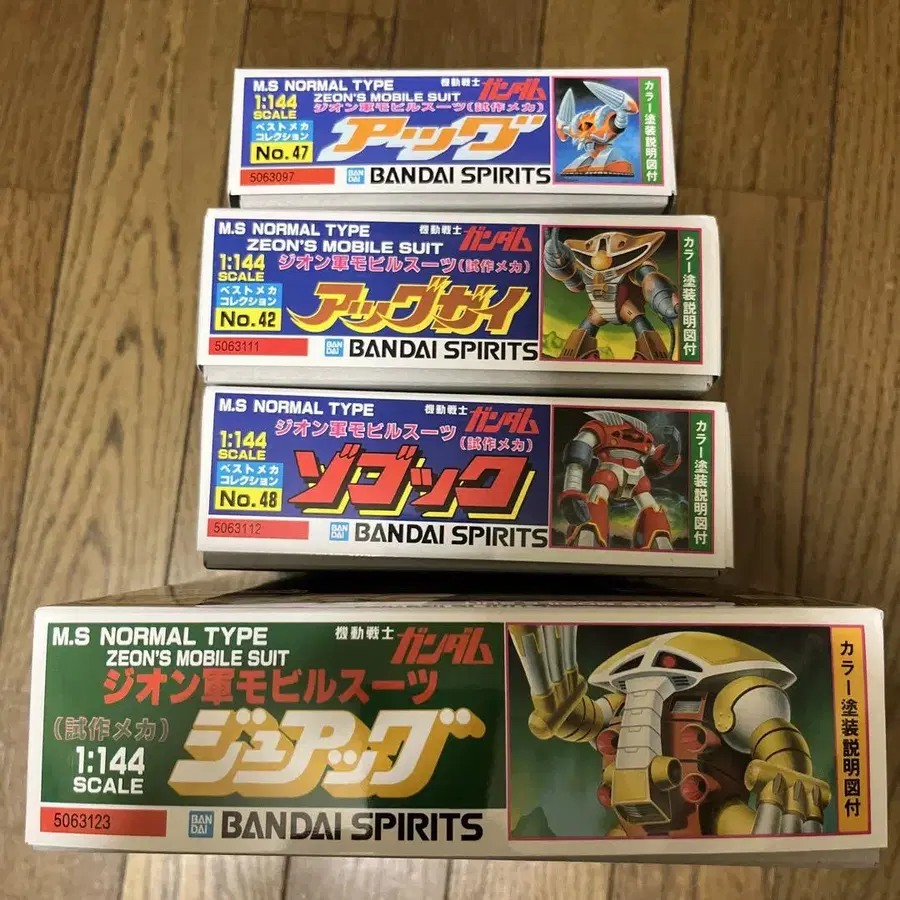 M.S NORMAL TYPE
機動戦士 ガンダム
1:144
SCALE
ZEON'S MOBILE SUIT
ジオン軍モビルスーツ(試作メカ)
ベストメカ
コレクション
No.47
アッグ
5063097
BAN
DAI
BANDAI SPIRITS
カラー塗装説明図付
M.S NORMAL TYPE
機動戦士 ガンダム
ZEON'S MOBILE SUIT
1:144
SCALE
ジオン軍モビルスーツ(試作メカ)
ベストメカ
コレクション
No.42
アッグガイ
5063111
BAN
DAI
BANDAI SPIRITS
カラー塗装説明図付
M.S NORMAL TYPE
機動戦士 ガンダム
1:144
SCALE
ジオン軍モビルスーツ
(試作メカ)
ベストメカ
コレクション
No.48
ゾゴック
5063112
BAN
DAI
BANDAI SPIRITS
カラー塗装説明図付
M.S NORMAL TYPE
機動戦士 ガンダム
ZEON'S MOBILE SUIT
ジオン軍モビルスーツ
(試作メカ)
1:144
SCALE
ジュアッグ
5063123
BAN
DAI
BANDAI SPIRITS
カラー塗装説明図付